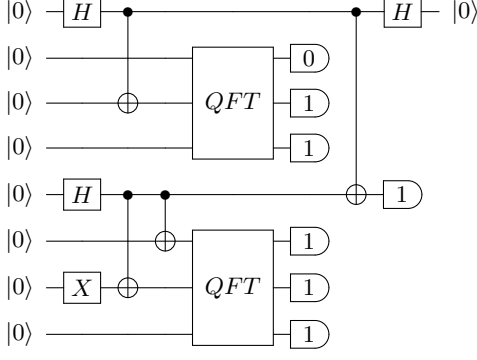 |0⟩ H H |0⟩
|0⟩ 0
|0⟩ QFT 1
|0⟩ 1
|0⟩ H 1
|0⟩ 1
|0⟩ X QFT 1
|0⟩ 1